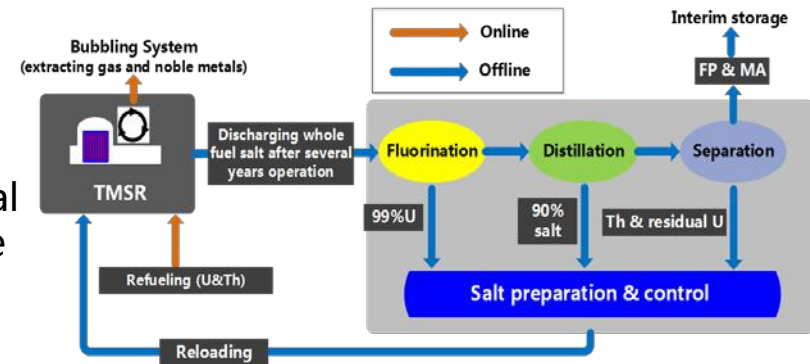 Bubbling System
(extracting gas and noble metals)
Online
Offline
Interim storage
FP & MA
TMSR
Discharging whole
fuel salt after several
years operation
Fluorination
Distillation
Separation
99%U
90%
salt
Th & residual U
al
e
Refueling (U&Th)
Salt preparation & control
Reloading